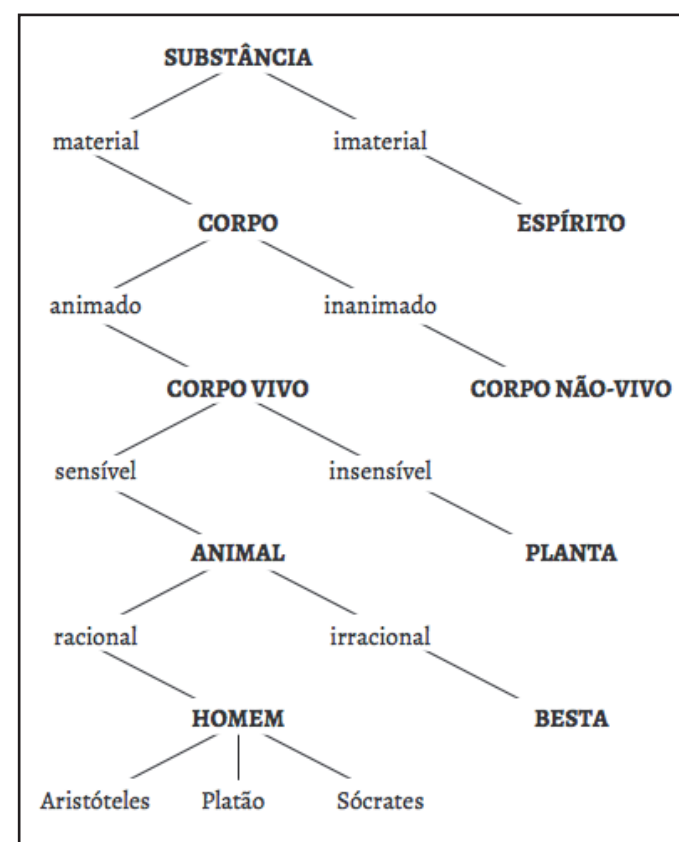 SUBSTÂNCIA
material imaterial
CORPO ESPÍRITO
animado inanimado
CORPO VIVO CORPO NÃO-VIVO
sensível insensível
ANIMAL PLANTA
racional irracional
HOMEM BESTA
Aristóteles Platão Sócrates